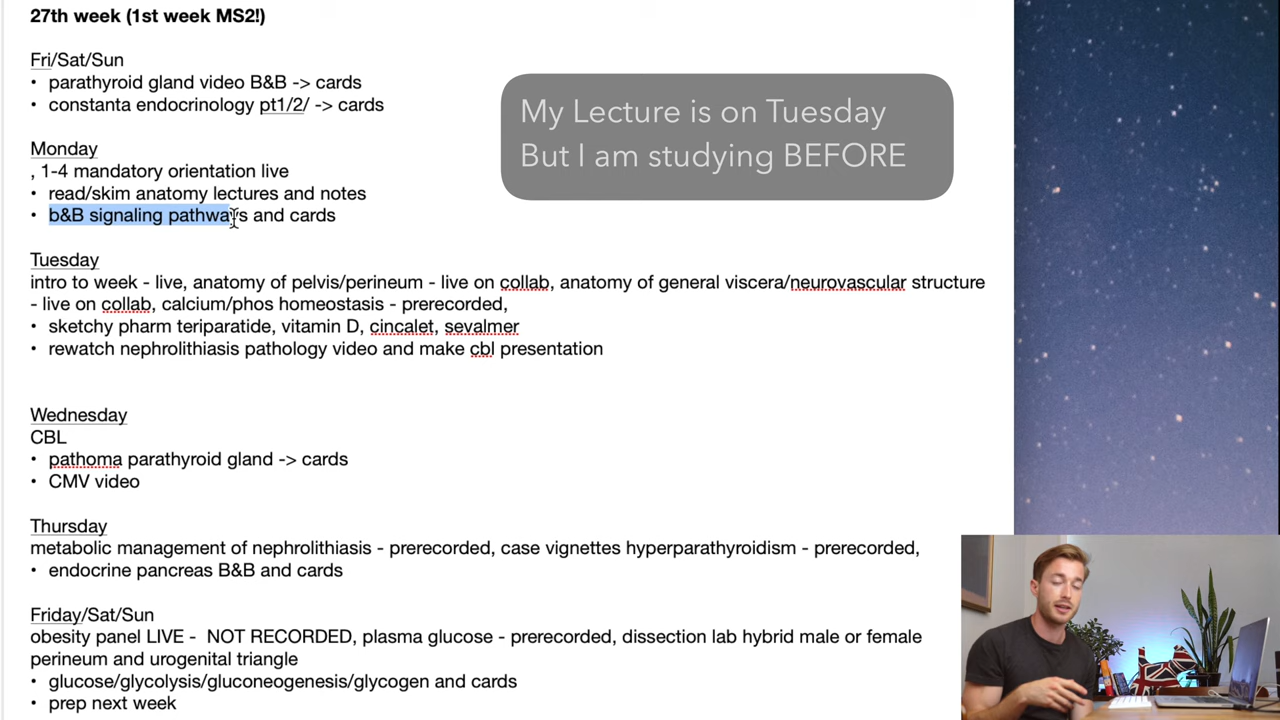 27th week (1st week MS2!)
Fri/Sat/Sun
• parathyroid gland video B&B -> cards
• constanta endocrinology pt1/2/ -> cards
My Lecture is on Tuesday
But I am studying BEFORE
Monday
, 1-4 mandatory orientation live
• read/skim anatomy lectures and notes
• b&B signaling pathways and cards
Tuesday
intro to week - live, anatomy of pelvis/perineum - live on collab, anatomy of general viscera/neurovascular structure
- live on collab, calcium/phos homeostasis - prerecorded,
• sketchy pharm teriparatide, vitamin D, cincalet, sevalmer
• rewatch nephrolithiasis pathology video and make cbl presentation
Wednesday
CBL
• pathoma parathyroid gland -> cards
• CMV video
Thursday
metabolic management of nephrolithiasis - prerecorded, case vignettes hyperparathyroidism - prerecorded,
• endocrine pancreas B&B and cards
Friday/Sat/Sun
obesity panel LIVE - NOT RECORDED, plasma glucose - prerecorded, dissection lab hybrid male or female
perineum and urogenital triangle
• glucose/glycolysis/gluconeogenesis/glycogen and cards
• prep next week